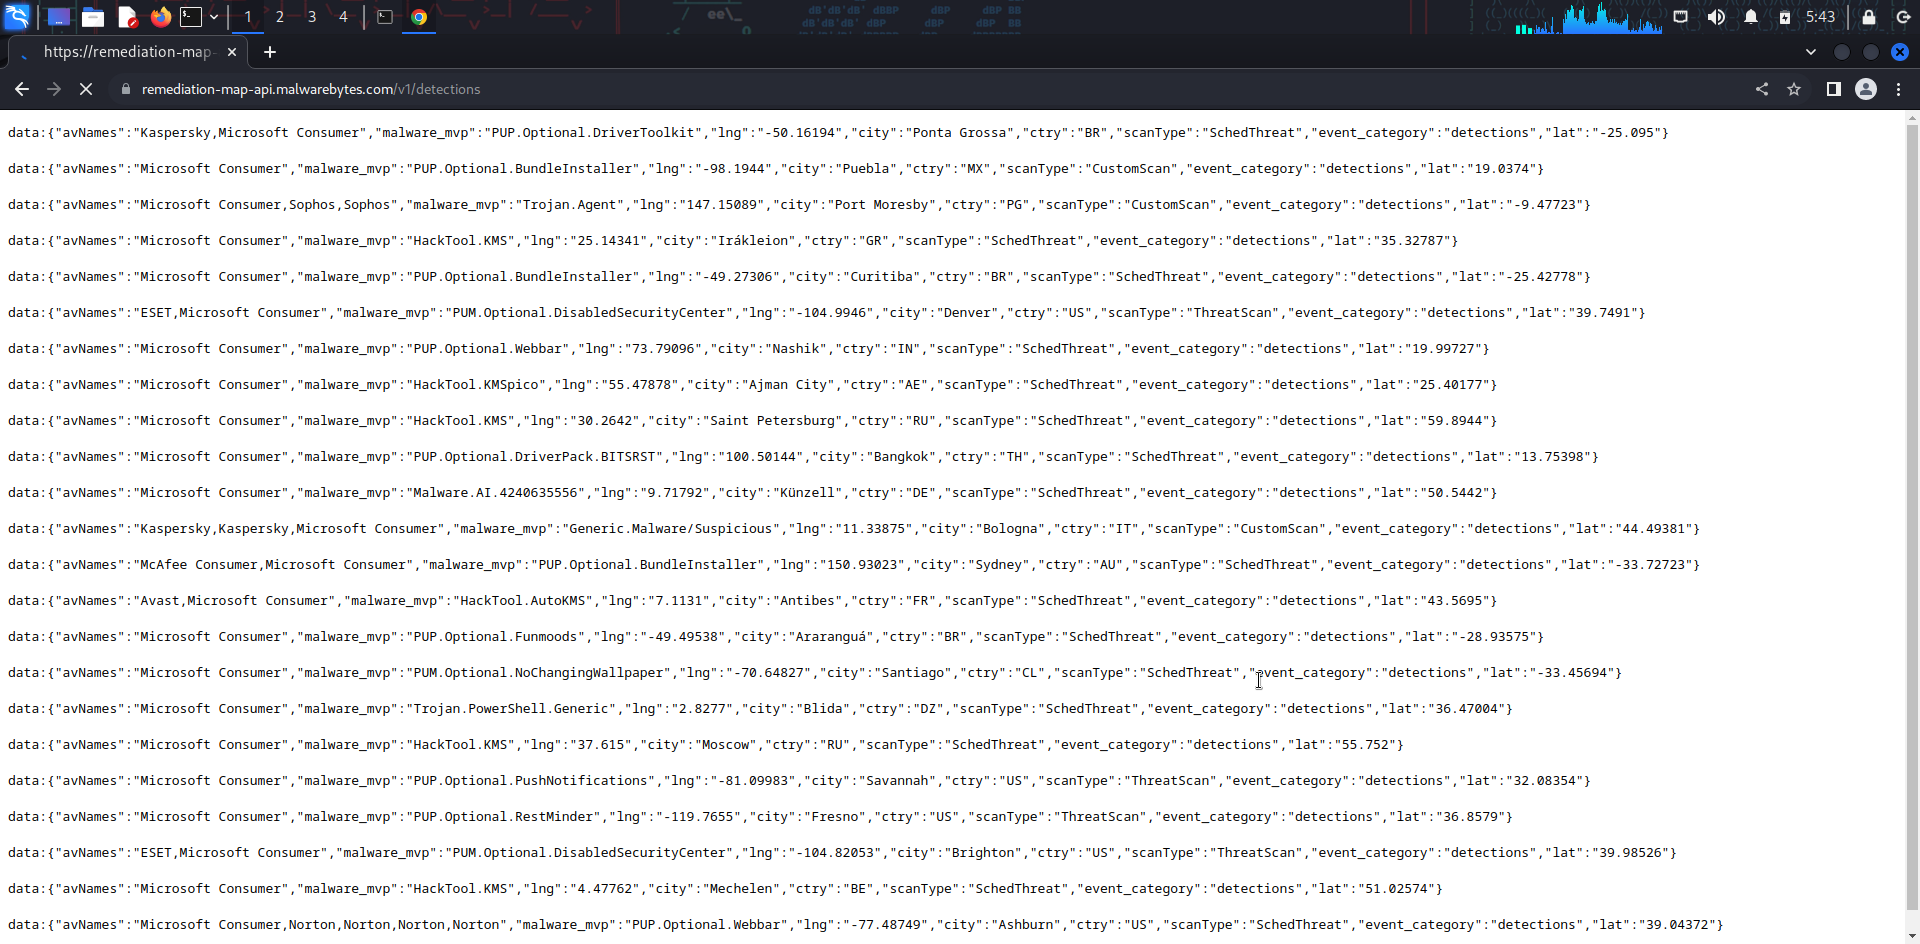 1 2 3 4 5:43
https://remediation-map-
remediation-map-api.malwarebytes.com/v1/detections
data:{"avNames":"Kaspersky,Microsoft Consumer","malware_mvp":"PUP.Optional.DriverToolkit","lng":"-50.16194","city":"Ponta Grossa","ctry":"BR","scanType":"SchedThreat","event_category":"detections","lat":"-25.095"}
data:{"avNames":"Microsoft Consumer","malware_mvp":"PUP.Optional.BundleInstaller","lng":"-98.1944","city":"Puebla","ctry":"MX","scanType":"CustomScan","event_category":"detections","lat":"19.0374"}
data:{"avNames":"Microsoft Consumer,Sophos,Sophos","malware_mvp":"Trojan.Agent","lng":"147.15089","city":"Port Moresby","ctry":"PG","scanType":"CustomScan","event_category":"detections","lat":"-9.47723"}
data:{"avNames":"Microsoft Consumer","malware_mvp":"HackTool.KMS","lng":"25.14341","city":"Irákleion","ctry":"GR","scanType":"SchedThreat","event_category":"detections","lat":"35.32787"}
data:{"avNames":"Microsoft Consumer","malware_mvp":"PUP.Optional.BundleInstaller","lng":"-49.27306","city":"Curitiba","ctry":"BR","scanType":"SchedThreat","event_category":"detections","lat":"-25.42778"}
data:{"avNames":"ESET,Microsoft Consumer","malware_mvp":"PUM.Optional.DisabledSecurityCenter","lng":"-104.9946","city":"Denver","ctry":"US","scanType":"ThreatScan","event_category":"detections","lat":"39.7491"}
data:{"avNames":"Microsoft Consumer","malware_mvp":"PUP.Optional.Webbar","lng":"73.79096","city":"Nashik","ctry":"IN","scanType":"SchedThreat","event_category":"detections","lat":"19.99727"}
data:{"avNames":"Microsoft Consumer","malware_mvp":"HackTool.KMSpico","lng":"55.47878","city":"Ajman City","ctry":"AE","scanType":"SchedThreat","event_category":"detections","lat":"25.40177"}
data:{"avNames":"Microsoft Consumer","malware_mvp":"HackTool.KMS","lng":"30.2642","city":"Saint Petersburg","ctry":"RU","scanType":"SchedThreat","event_category":"detections","lat":"59.8944"}
data:{"avNames":"Microsoft Consumer","malware_mvp":"PUP.Optional.DriverPack.BITSRST","lng":"100.50144","city":"Bangkok","ctry":"TH","scanType":"SchedThreat","event_category":"detections","lat":"13.75398"}
data:{"avNames":"Microsoft Consumer","malware_mvp":"Malware.AI.4240635556","lng":"9.71792","city":"Künzell","ctry":"DE","scanType":"SchedThreat","event_category":"detections","lat":"50.5442"}
data:{"avNames":"Kaspersky,Kaspersky,Microsoft Consumer","malware_mvp":"Generic.Malware/Suspicious","lng":"11.33875","city":"Bologna","ctry":"IT","scanType":"CustomScan","event_category":"detections","lat":"44.49381"}
data:{"avNames":"McAfee Consumer,Microsoft Consumer","malware_mvp":"PUP.Optional.BundleInstaller","lng":"150.93023","city":"Sydney","ctry":"AU","scanType":"SchedThreat","event_category":"detections","lat":"-33.72723"}
data:{"avNames":"Avast,Microsoft Consumer","malware_mvp":"HackTool.AutoKMS","lng":"7.1131","city":"Antibes","ctry":"FR","scanType":"SchedThreat","event_category":"detections","lat":"43.5695"}
data:{"avNames":"Microsoft Consumer","malware_mvp":"PUP.Optional.Funmoods","lng":"-49.49538","city":"Araranguá","ctry":"BR","scanType":"SchedThreat","event_category":"detections","lat":"-28.93575"}
data:{"avNames":"Microsoft Consumer","malware_mvp":"PUM.Optional.NoChangingWallpaper","lng":"-70.64827","city":"Santiago","ctry":"CL","scanType":"SchedThreat","event_category":"detections","lat":"-33.45694"}
data:{"avNames":"Microsoft Consumer","malware_mvp":"Trojan.PowerShell.Generic","lng":"2.8277","city":"Blida","ctry":"DZ","scanType":"SchedThreat","event_category":"detections","lat":"36.47004"}
data:{"avNames":"Microsoft Consumer","malware_mvp":"HackTool.KMS","lng":"37.615","city":"Moscow","ctry":"RU","scanType":"SchedThreat","event_category":"detections","lat":"55.752"}
data:{"avNames":"Microsoft Consumer","malware_mvp":"PUP.Optional.PushNotifications","lng":"-81.09983","city":"Savannah","ctry":"US","scanType":"ThreatScan","event_category":"detections","lat":"32.08354"}
data:{"avNames":"Microsoft Consumer","malware_mvp":"PUP.Optional.RestMinder","lng":"-119.7655","city":"Fresno","ctry":"US","scanType":"ThreatScan","event_category":"detections","lat":"36.8579"}
data:{"avNames":"ESET,Microsoft Consumer","malware_mvp":"PUM.Optional.DisabledSecurityCenter","lng":"-104.82053","city":"Brighton","ctry":"US","scanType":"ThreatScan","event_category":"detections","lat":"39.98526"}
data:{"avNames":"Microsoft Consumer","malware_mvp":"HackTool.KMS","lng":"4.47762","city":"Mechelen","ctry":"BE","scanType":"SchedThreat","event_category":"detections","lat":"51.02574"}
data:{"avNames":"Microsoft Consumer,Norton,Norton,Norton,Norton","malware_mvp":"PUP.Optional.Webbar","lng":"-77.48749","city":"Ashburn","ctry":"US","scanType":"SchedThreat","event_category":"detections","lat":"39.04372"}